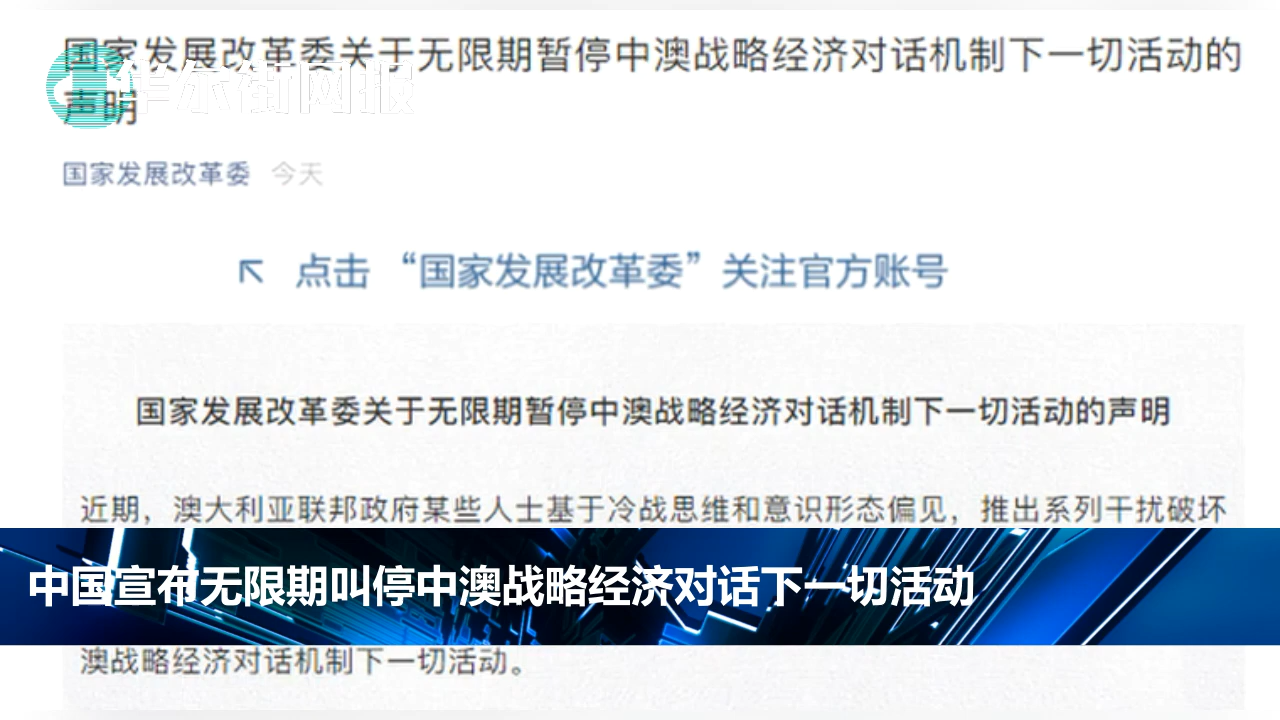 国家发展改革委关于无限期暂停中澳战略经济对话机制下一切活动的
声明
华尔街网报
国家发展改革委 今天
点击 “国家发展改革委”关注官方账号
国家发展改革委关于无限期暂停中澳战略经济对话机制下一切活动的声明
近期，澳大利亚联邦政府某些人士基于冷战思维和意识形态偏见，推出系列干扰破坏
中国宣布无限期叫停中澳战略经济对话下一切活动
澳战略经济对话机制下一切活动。